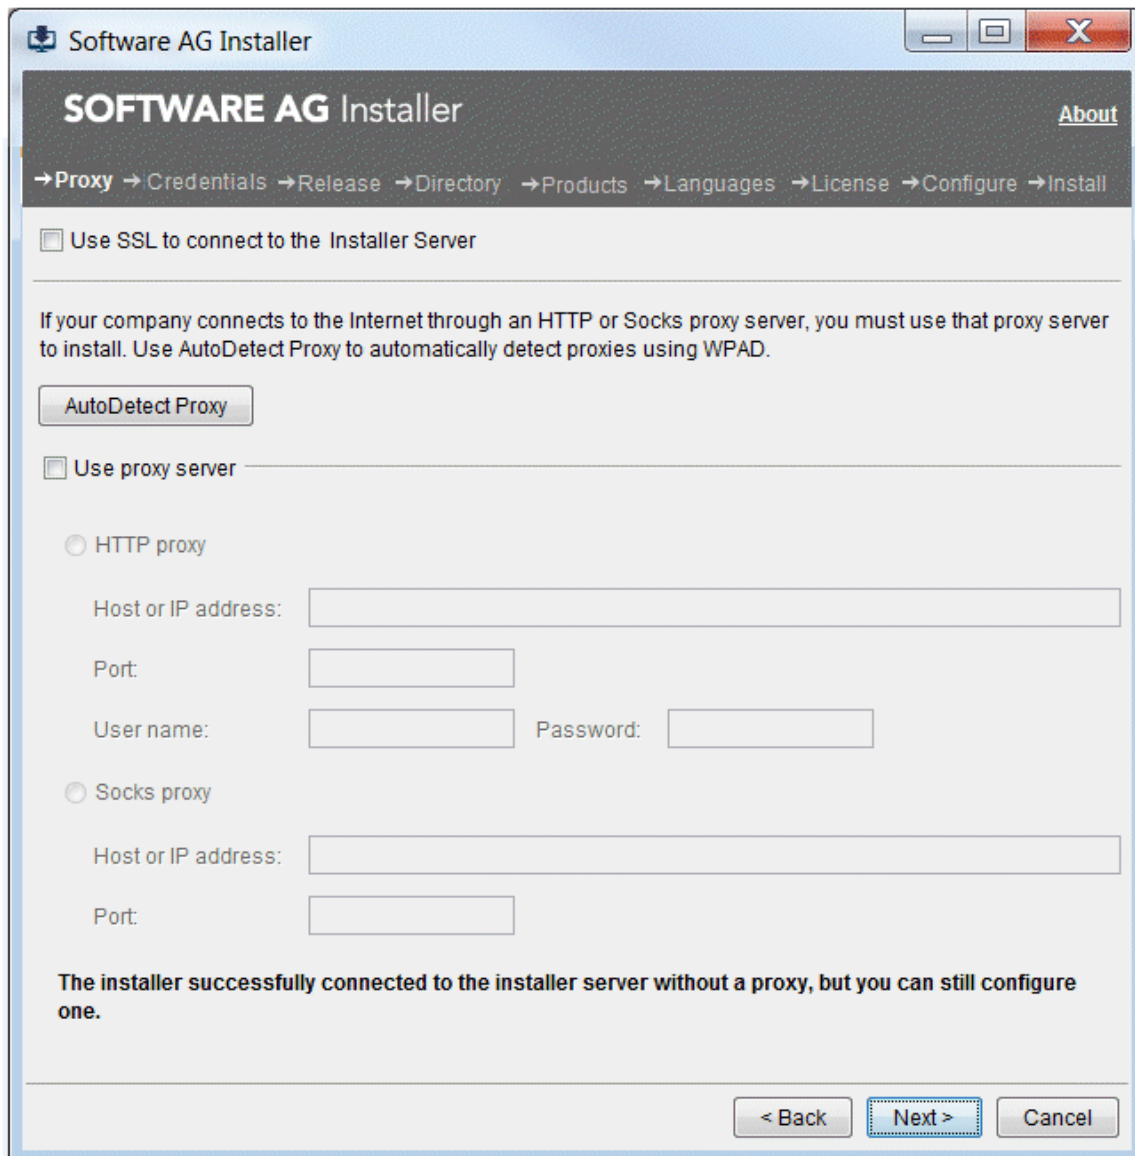 Software AG Installer
SOFTWARE AG Installer
About
→Proxy →Credentials →Release →Directory →Products →Languages →License →Configure →Install
Use SSL to connect to the Installer Server
If your company connects to the Internet through an HTTP or Socks proxy server, you must use that proxy server
to install. Use AutoDetect Proxy to automatically detect proxies using WPAD.
AutoDetect Proxy
Use proxy server
HTTP proxy
Host or IP address:
Port:
User name: Password:
Socks proxy
Host or IP address:
Port:
The installer successfully connected to the installer server without a proxy, but you can still configure
one.
< Back Next > Cancel